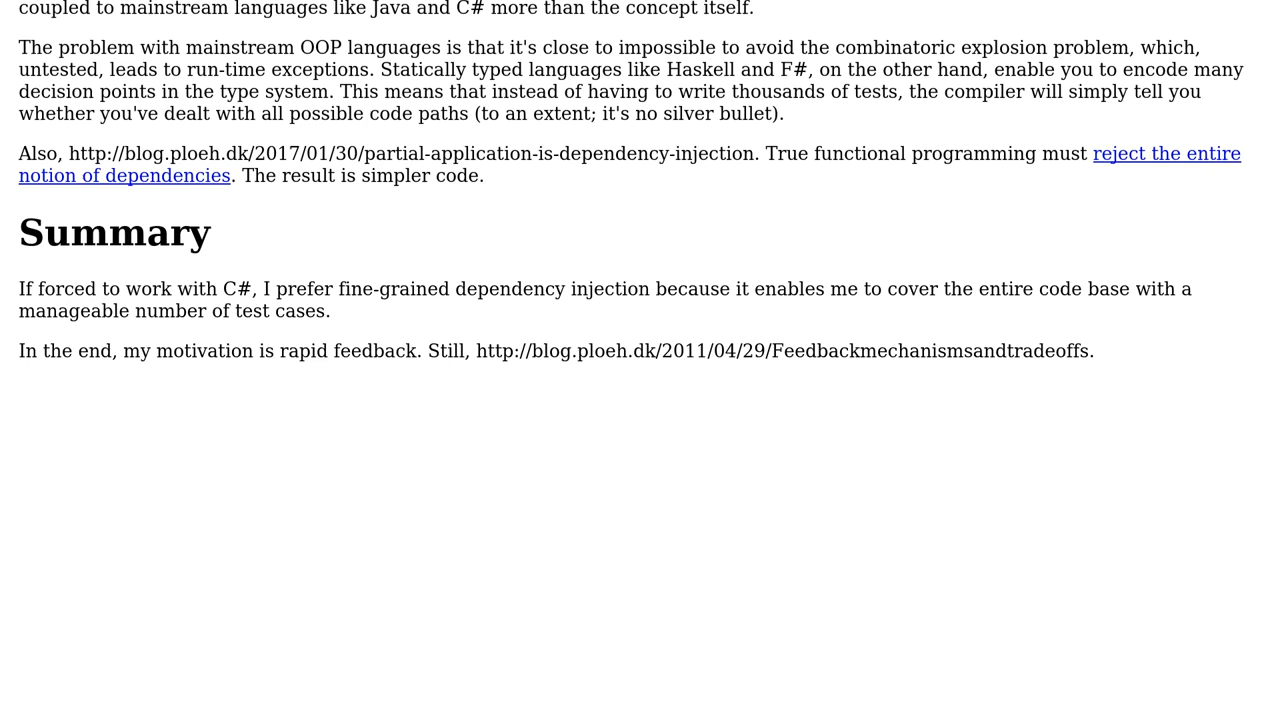 coupled to mainstream languages like Java and C# more than the concept itself.
The problem with mainstream OOP languages is that it's close to impossible to avoid the combinatoric explosion problem, which,
untested, leads to run-time exceptions. Statically typed languages like Haskell and F#, on the other hand, enable you to encode many
decision points in the type system. This means that instead of having to write thousands of tests, the compiler will simply tell you
whether you've dealt with all possible code paths (to an extent; it's no silver bullet).
Also, http://blog.ploeh.dk/2017/01/30/partial-application-is-dependency-injection. True functional programming must reject the entire
notion of dependencies. The result is simpler code.
Summary
If forced to work with C#, I prefer fine-grained dependency injection because it enables me to cover the entire code base with a
manageable number of test cases.
In the end, my motivation is rapid feedback. Still, http://blog.ploeh.dk/2011/04/29/Feedbackmechanismsandtradeoffs.